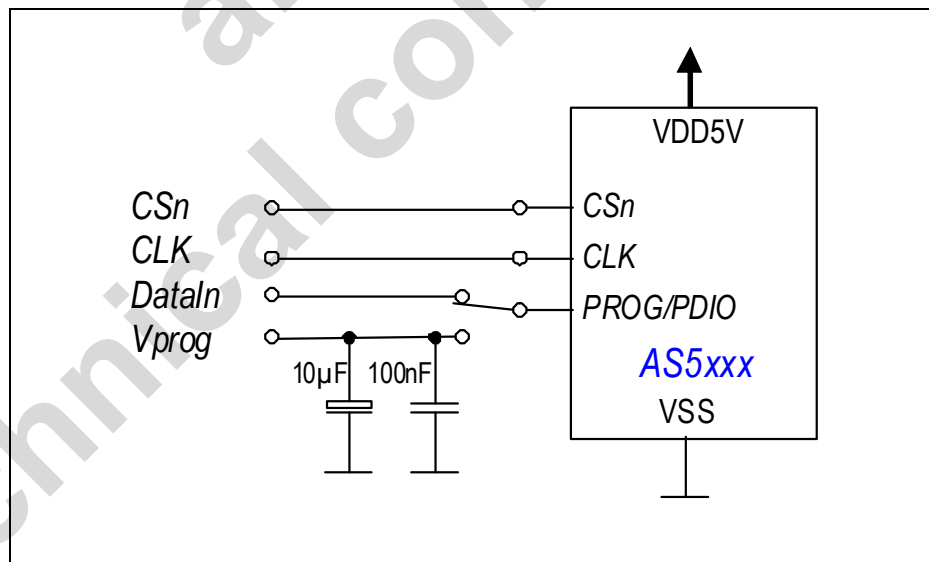 VDD5V
CSn
CSn
CLK
CLK
DataIn
PROG/PDIO
Vprog
10µF
100nF
AS5xxx
VSS